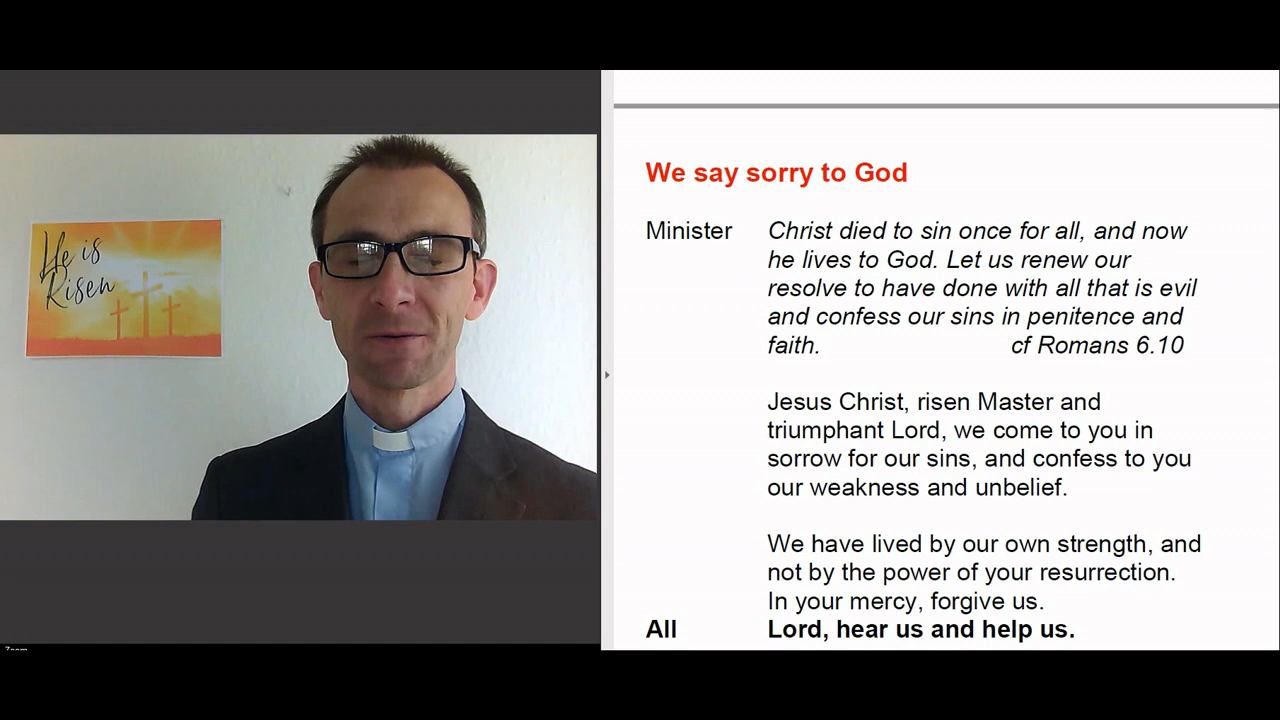 He is
Risen
We say sorry to God
Minister Christ died to sin once for all, and now
he lives to God. Let us renew our
resolve to have done with all that is evil
and confess our sins in penitence and
faith. cf Romans 6.10
Jesus Christ, risen Master and
triumphant Lord, we come to you in
sorrow for our sins, and confess to you
our weakness and unbelief.
We have lived by our own strength, and
not by the power of your resurrection.
In your mercy, forgive us.
All Lord, hear us and help us.